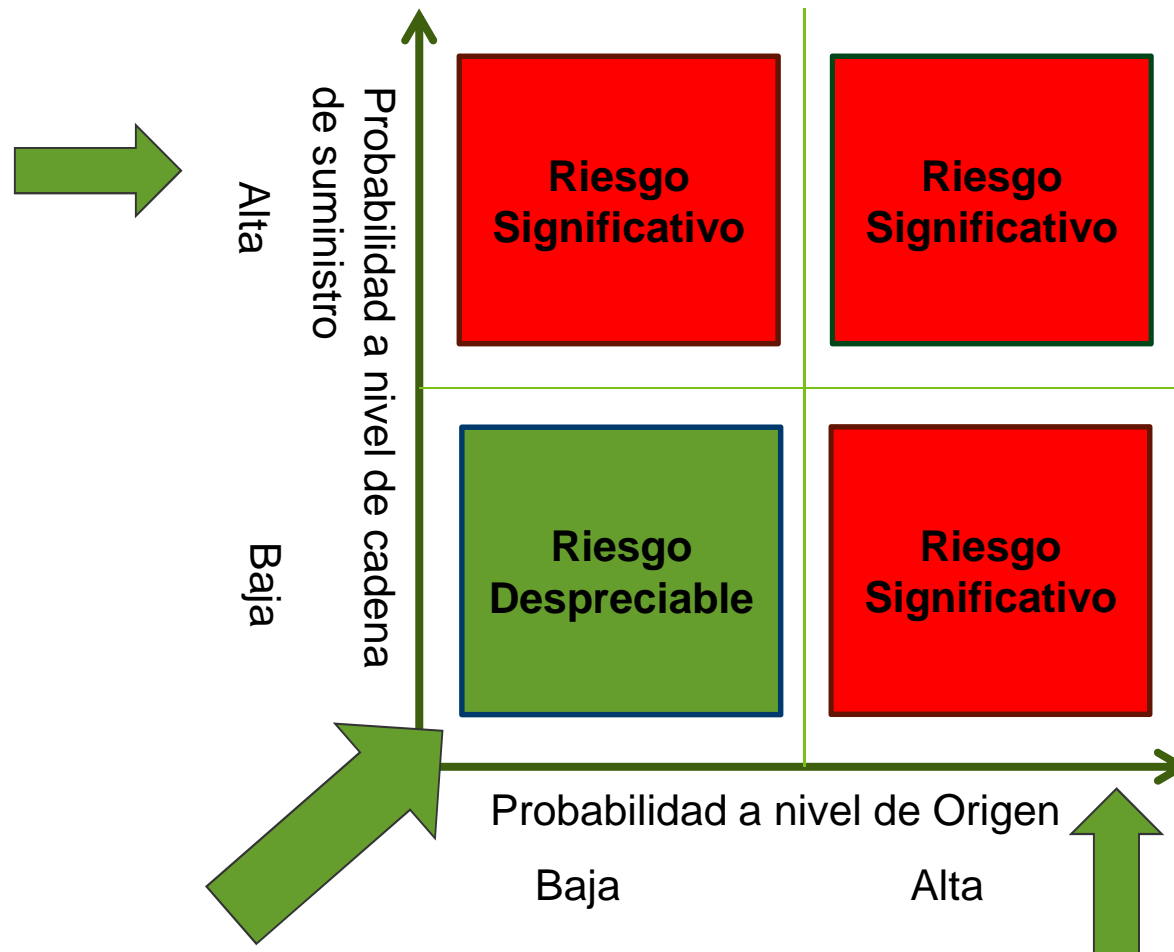 Probabilidad a nivel de cadena
de suministro
Alta
Baja
Riesgo
Significativo
Riesgo
Significativo
Riesgo
Despreciable
Riesgo
Significativo
Probabilidad a nivel de Origen
Baja
Alta